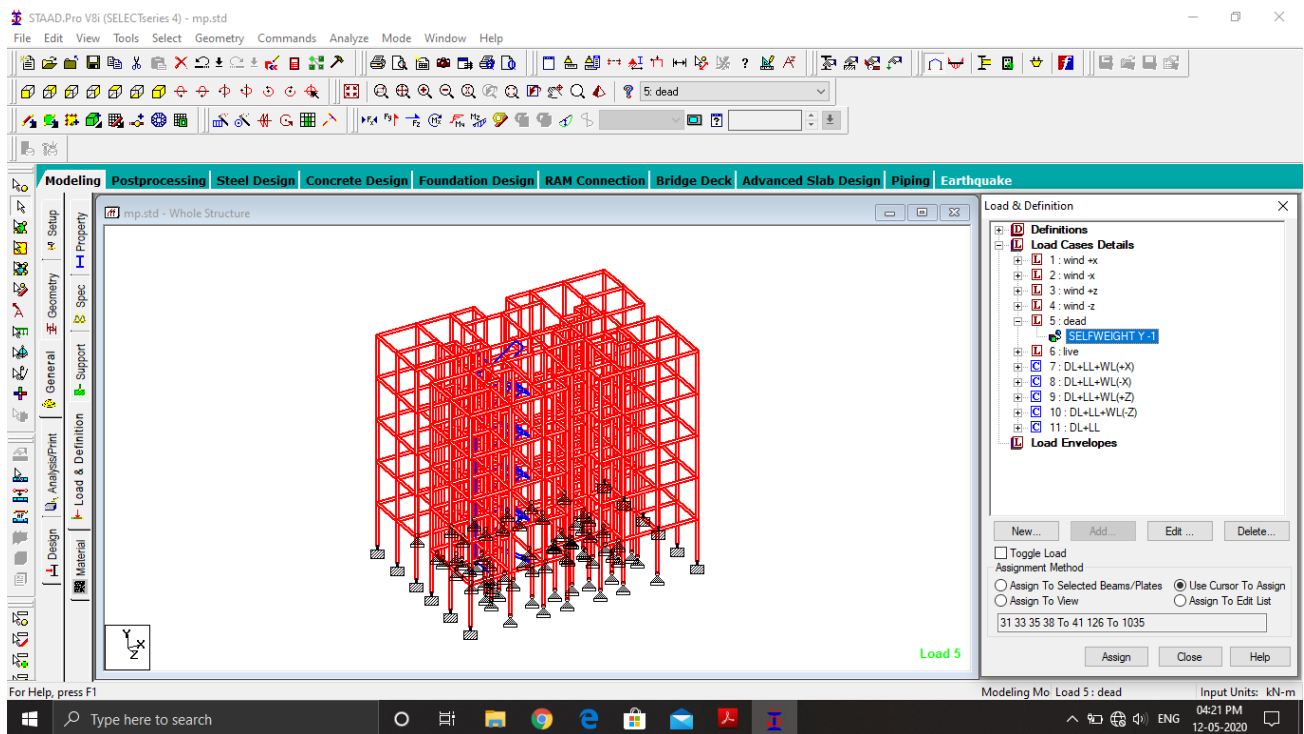 STAAD.Pro V8i (SELECTseries 4) - mp.std
File Edit View Tools Select Geometry Commands Analyze Mode Window Help
5: dead
Modeling Postprocessing Steel Design Concrete Design Foundation Design RAM Connection Bridge Deck Advanced Slab Design Piping Earthquake
Setup
Geometry
General
Analysis/Print
Design
Property
Spec
Support
Load & Definition
Material
mp.std - Whole Structure
Y
X
Z
Load 5
Load & Definition
Definitions
Load Cases Details
1 : wind +x
2 : wind -x
3 : wind +z
4 : wind -z
5 : dead
SELFWEIGHT Y -1
6 : live
7 : DL+LL+WL(+X)
8 : DL+LL+WL(-X)
9 : DL+LL+WL(+Z)
10 : DL+LL+WL(-Z)
11 : DL+LL
Load Envelopes
New... Add... Edit ... Delete...
Toggle Load
Assignment Method
Assign To Selected Beams/Plates Use Cursor To Assign
Assign To View Assign To Edit List
31 33 35 38 To 41 126 To 1035
Assign Close Help
For Help, press F1 Modeling Mo Load 5 : dead Input Units: kN-m
Type here to search ENG 04:21 PM
12-05-2020